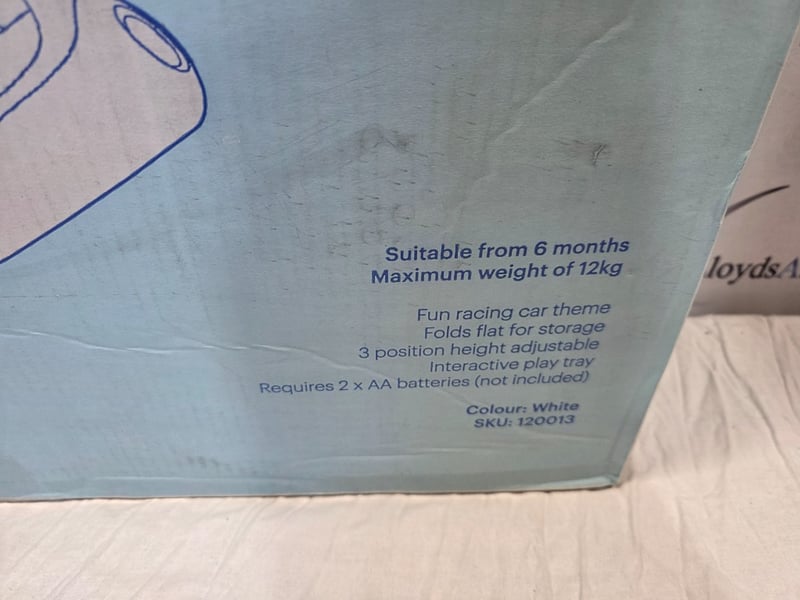 Suitable from 6 months
Maximum weight of 12kg
Fun racing car theme
Folds flat for storage
3 position height adjustable
Interactive play tray
Requires 2 x AA batteries (not included)
Colour: White
SKU: 120013